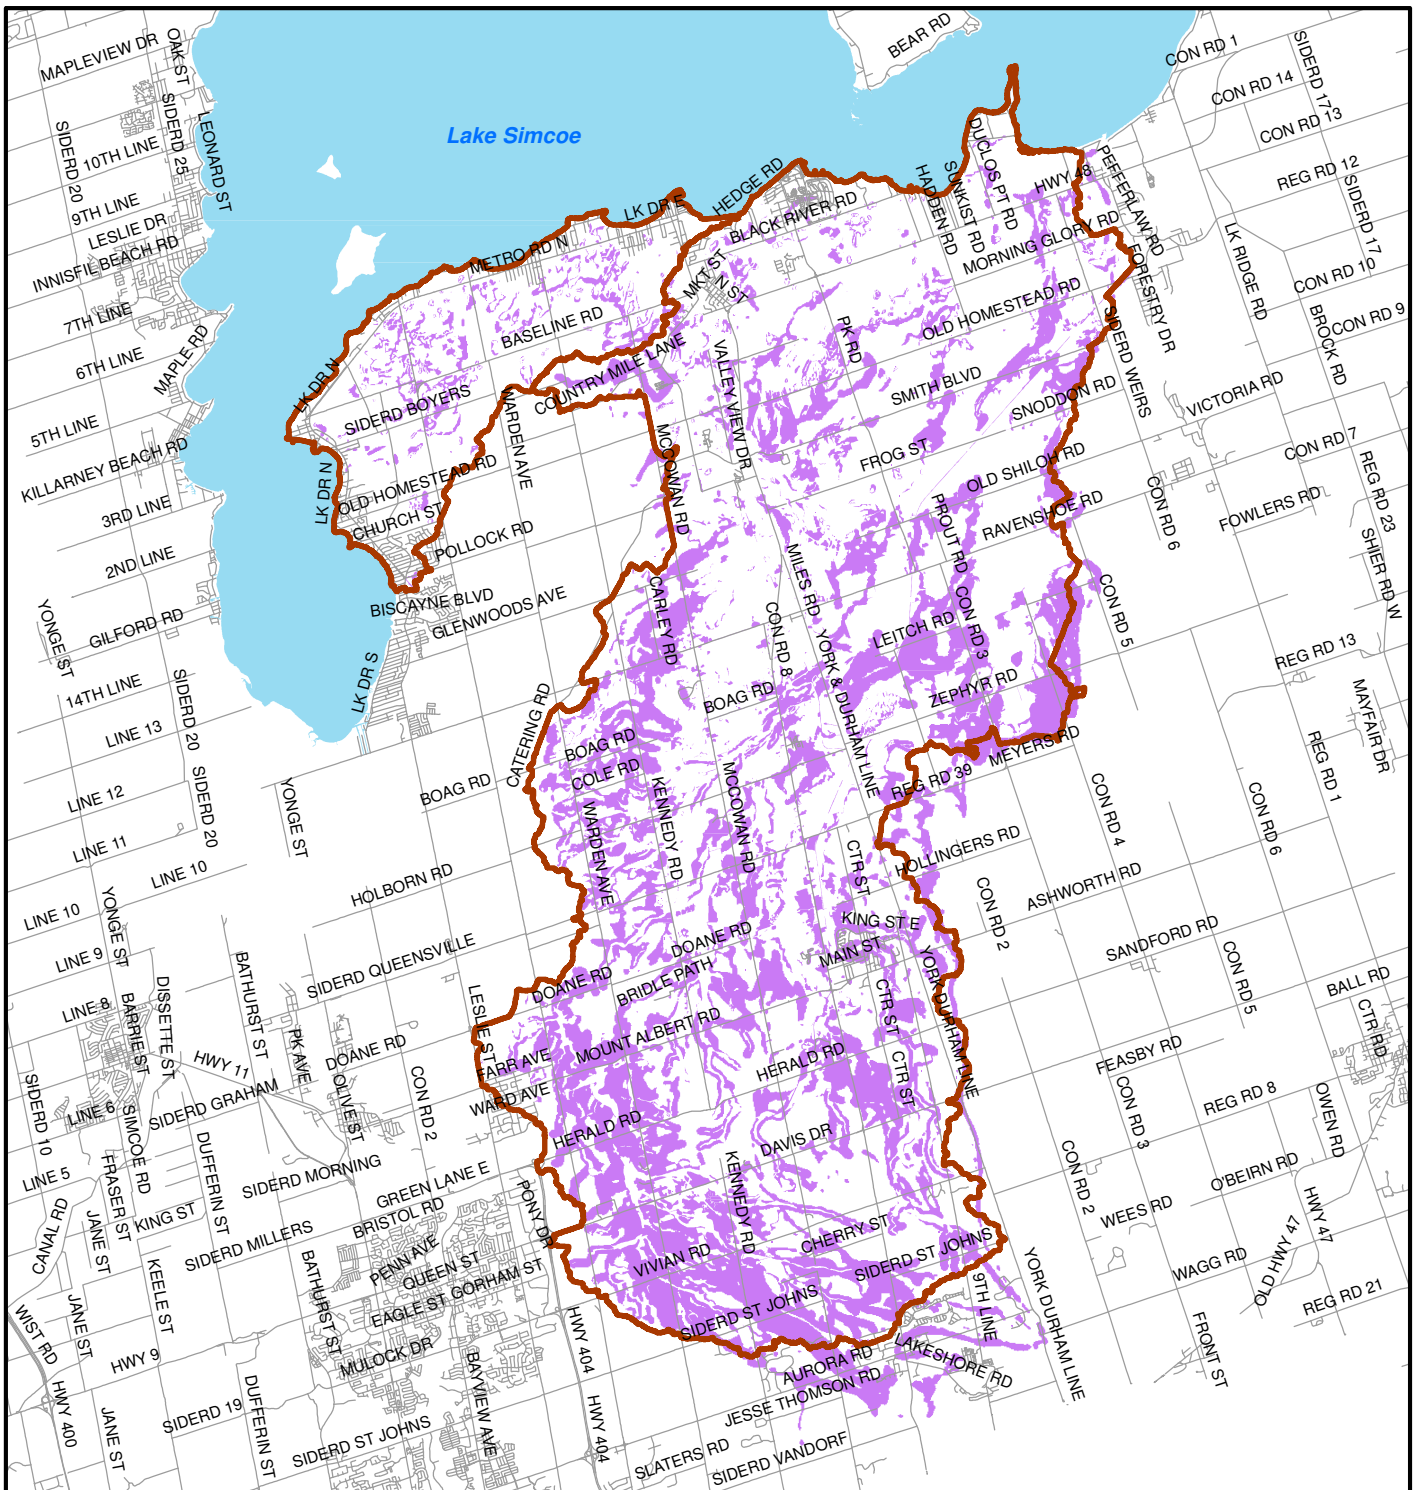 BEAR RD
MAPLEVIEW DR
OAK ST
CON RD 1
SIDERD 17
CON RD 14
CON RD 13
SIDERD 25
LEONARD ST
SIDERD 20
10TH LINE
Lake Simcoe
DUCLOS PT RD
PEFFERLAW RD
REG RD 12
HEDGE RD
SUNKIST RD
HADDEN RD
HWY 48
SIDERD 17
9TH LINE
LESLIE DR
LK DR E
BLACK RIVER RD
MORNING GLORY RD
LK RIDGE RD
INNISFIL BEACH RD
METRO RD N
MKT ST
N ST
FORESTRY DR
CON RD 10
7TH LINE
BASELINE RD
PK RD
OLD HOMESTEAD RD
SIDERD WEIRS
BROCK RD
CON RD 9
6TH LINE
MAPLE RD
COUNTRY MILE LANE
VALLEY VIEW DR
SMITH BLVD
SNODDON RD
VICTORIA RD
LK DR N
SIDERD BOYERS
WARDEN AVE
5TH LINE
KILLARNEY BEACH RD
MCCOWAN RD
FROG ST
OLD SHILOH RD
CON RD 7
REG RD 23
LK DR N
OLD HOMESTEAD RD
CHURCH ST
3RD LINE
PROUT RD
RAVENSHOE RD
CON RD 6
FOWLERS RD
POLLOCK RD
2ND LINE
MILES RD
SHIER RD W
YONGE ST
GILFORD RD
BISCAYNE BLVD
GLENWOODS AVE
CARLEY RD
CON RD 8
YORK & DURHAM LINE
LEITCH RD
CON RD 3
CON RD 5
REG RD 13
LK DR S
14TH LINE
SIDERD 20
BOAG RD
ZEPHYR RD
MAYFAIR DR
LINE 13
CATERING RD
BOAG RD
MEYERS RD
REG RD 1
LINE 12
SIDERD 20
YONGE ST
BOAG RD
COLE RD
KENNEDY RD
MCCOWAN RD
REG RD 39
CON RD 4
CON RD 6
LINE 11
WARDEN AVE
CTR ST
HOLLINGERS RD
LINE 10
HOLBORN RD
CON RD 2
ASHWORTH RD
LINE 10
YONGE ST
KING ST E
DOANE RD
MAIN ST
SANDFORD RD
LINE 9
SIDERD QUEENSVILLE
BATHURST ST
DOANE RD
BRIDLE PATH
YORK DURHAM LINE
CON RD 5
BALL RD
LINE 8
BARRIE ST
DISSETTE ST
LESLIE ST
CTR ST
CTR RD
PK AVE
DOANE RD
MOUNT ALBERT RD
HERALD RD
FEASBY RD
HWY 11
FARR AVE
CTR ST
SIDERD 10
LINE 6
SIMCOE RD
SIDERD GRAHAM
OLIVE ST
CON RD 2
WARD AVE
REG RD 8
OWEN RD
CON RD 3
HERALD RD
DAVIS DR
LINE 5
FRASER ST
DUFFERIN ST
SIDERD MORNING
GREEN LANE E
PONY DR
KENNEDY RD
CON RD 2
O'BEIRN RD
CANAL RD
JANE ST
KING ST
BRISTOL RD
WEES RD
HWY 47
SIDERD MILLERS
PENN AVE
CHERRY ST
KEELE ST
BATHURST ST
QUEEN ST
VIVIAN RD
SIDERD ST JOHNS
YORK DURHAM LINE
WAGG RD
OLD HWY 47
EAGLE ST
GORHAM ST
9TH LINE
REG RD 21
WIST RD
JANE ST
HWY 9
MULOCK DR
BAYVIEW AVE
HWY 404
SIDERD ST JOHNS
AURORA RD
LAKESHORE RD
FRONT ST
HWY 400
JANE ST
SIDERD 19
DUFFERIN ST
SIDERD ST JOHNS
HWY 404
JESSE THOMSON RD
SLATERS RD
SIDERD VANDORF